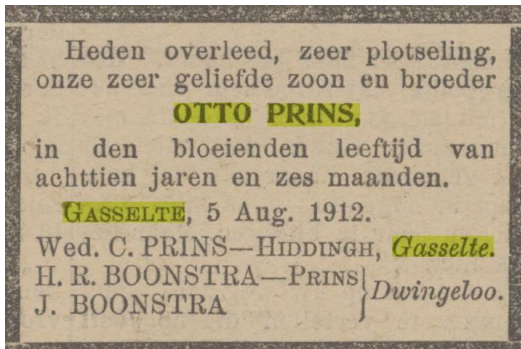 Heden overleed, zeer plotseling,
onze zeer geliefde zoon en broeder
OTTO PRINS,
in den bloeienden leeftijd van
achttien jaren en zes maanden.
GASSELTE, 5 Aug. 1912.
Wed. C. PRINS—HIDDINGH, Gasselte.
H. R. BOONSTRA—PRINS
J. BOONSTRA } Dwingeloo.